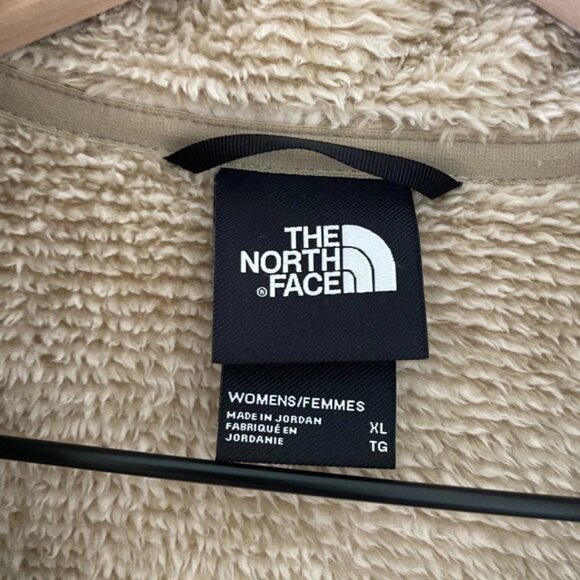 THE
NORTH
® FACE
WOMENS/FEMMES
MADE IN JORDAN
FABRIQUÉ EN
JORDANIE
XL
TG